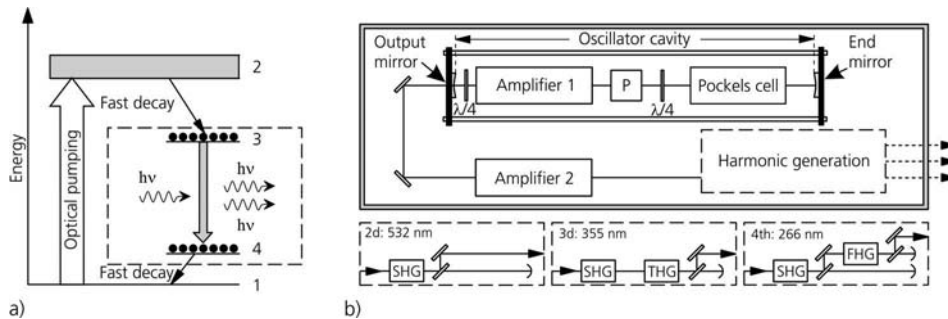 Energy
Optical pumping
2
Fast decay
3
hν
hν
hν
4
Fast decay
1
a)
Oscillator cavity
Output
mirror
End
mirror
Amplifier 1
P
Pockels cell
λ/4
λ/4
Amplifier 2
Harmonic generation
2d: 532 nm
SHG
3d: 355 nm
SHG
THG
4th: 266 nm
SHG
FHG
b)